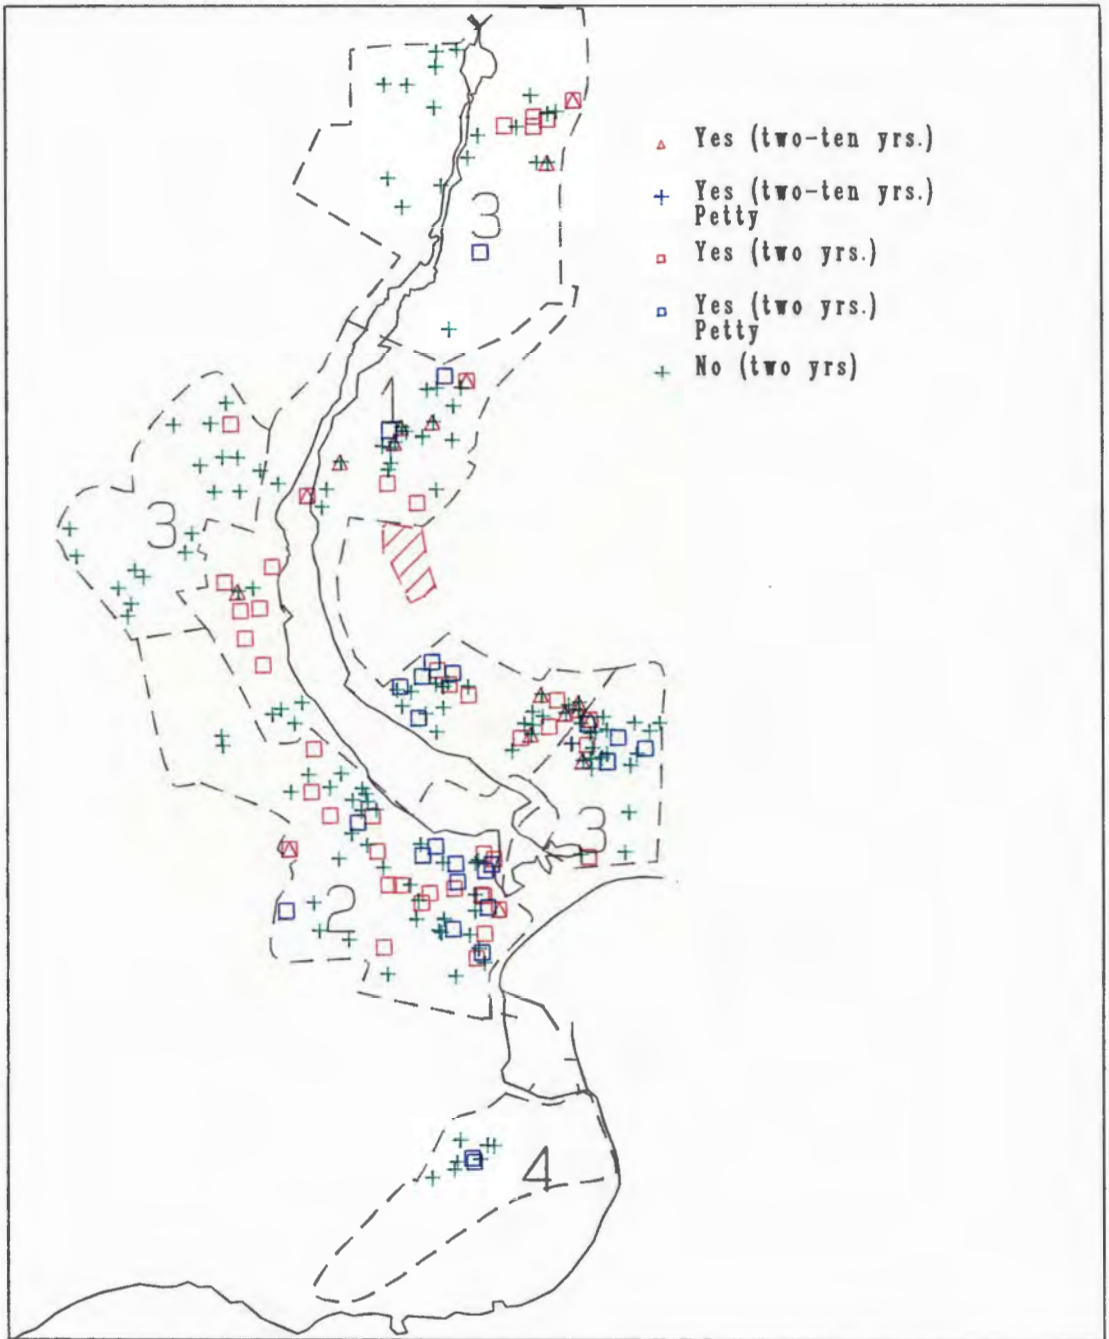 Yes (two-ten yrs.)
Yes (two-ten yrs.)
Petty
Yes (two yrs.)
Yes (two yrs.)
Petty
No (two yrs)
3
1
3
3
2
4